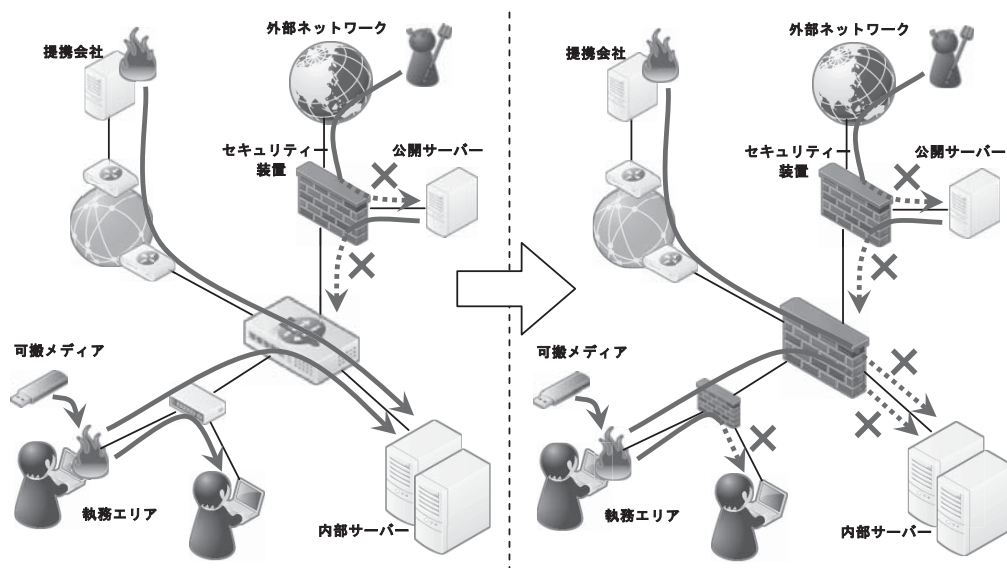 提携会社
外部ネットワーク
セキュリティー
装置
公開サーバー
可搬メディア
執務エリア
内部サーバー
提携会社
外部ネットワーク
セキュリティー
装置
公開サーバー
可搬メディア
執務エリア
内部サーバー